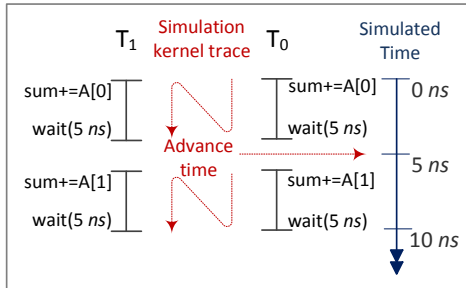 T1
Simulation
kernel trace
T0
Simulated
Time
sum+=A[0]
wait(5 ns)
sum+=A[0]
wait(5 ns)
0 ns
Advance
time
5 ns
sum+=A[1]
wait(5 ns)
sum+=A[1]
wait(5 ns)
10 ns